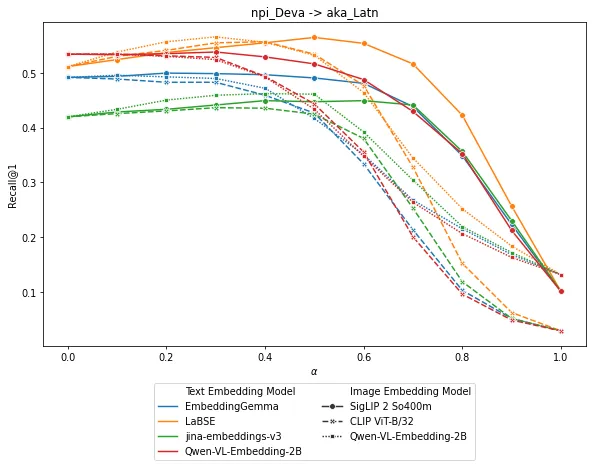 npi_Deva -> aka_Latn
Recall@1
0.5
0.4
0.3
0.2
0.1
0.0 0.2 0.4 0.6 0.8 1.0
α
Text Embedding Model Image Embedding Model
EmbeddingGemma SigLIP 2 So400m
LaBSE CLIP ViT-B/32
jina-embeddings-v3 Qwen-VL-Embedding-2B
Qwen-VL-Embedding-2B